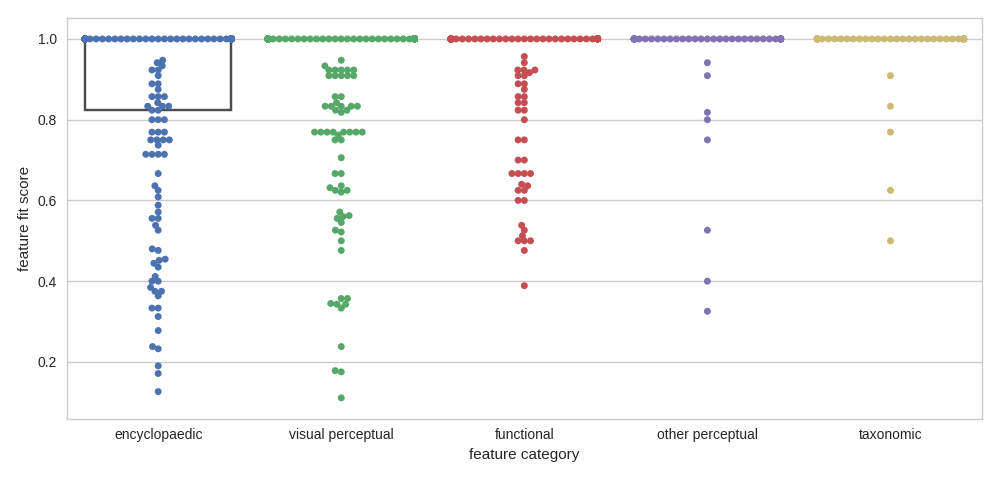 1.0
0.8
0.6
0.4
0.2
feature fit score
encyclopaedic visual perceptual functional other perceptual taxonomic
feature category